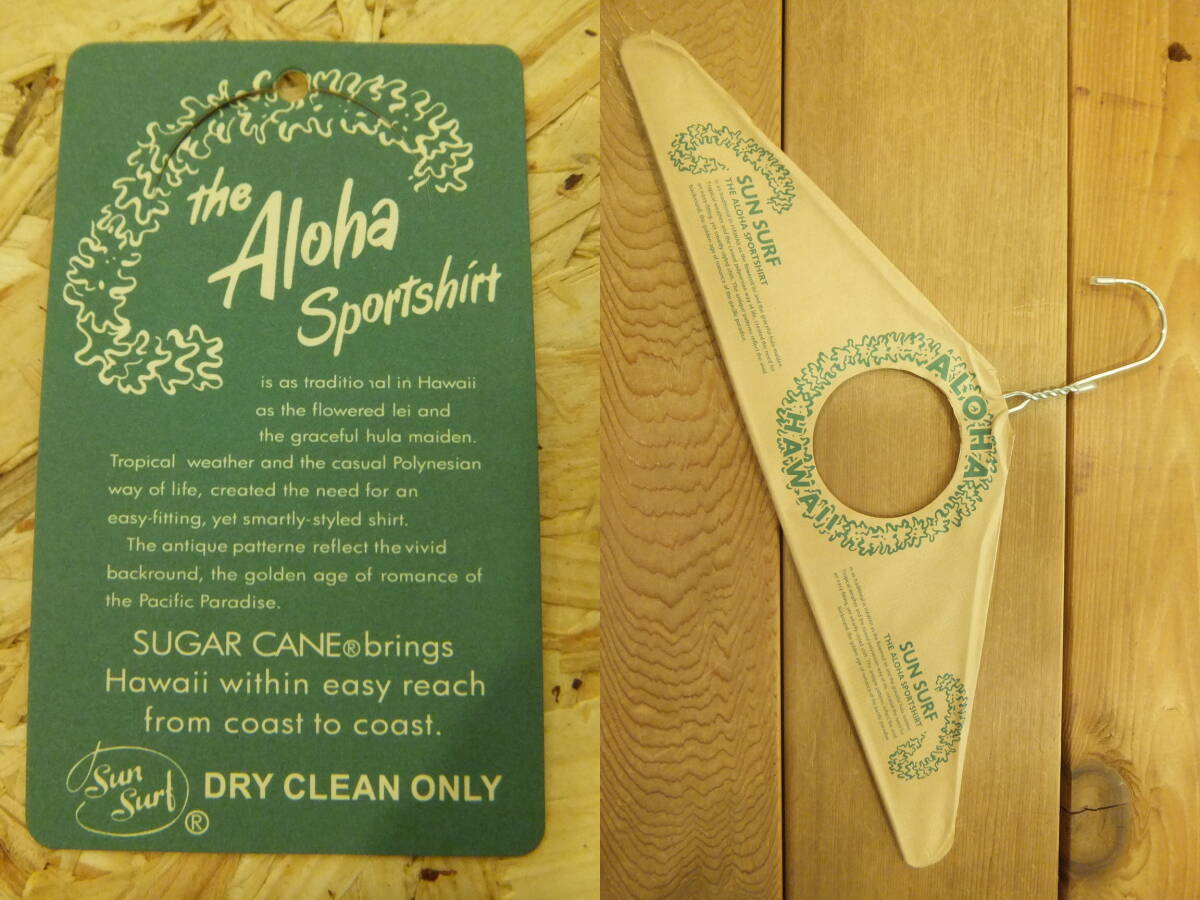 the Aloha
Sportshirt
is as traditional in Hawaii
as the flowered lei and
the graceful hula maiden.
Tropical weather and the casual Polynesian
way of life, created the need for an
easy-fitting, yet smartly-styled shirt.
The antique patterne reflect the vivid
backround, the golden age of romance of
the Pacific Paradise.
SUGAR CANE® brings
Hawaii within easy reach
from coast to coast.
Sun
Surf
®
DRY CLEAN ONLY
SUN SURF
THE ALOHA SPORTSHIRT
ALOHA
HAWAII
SUN SURF
THE ALOHA SPORTSHIRT